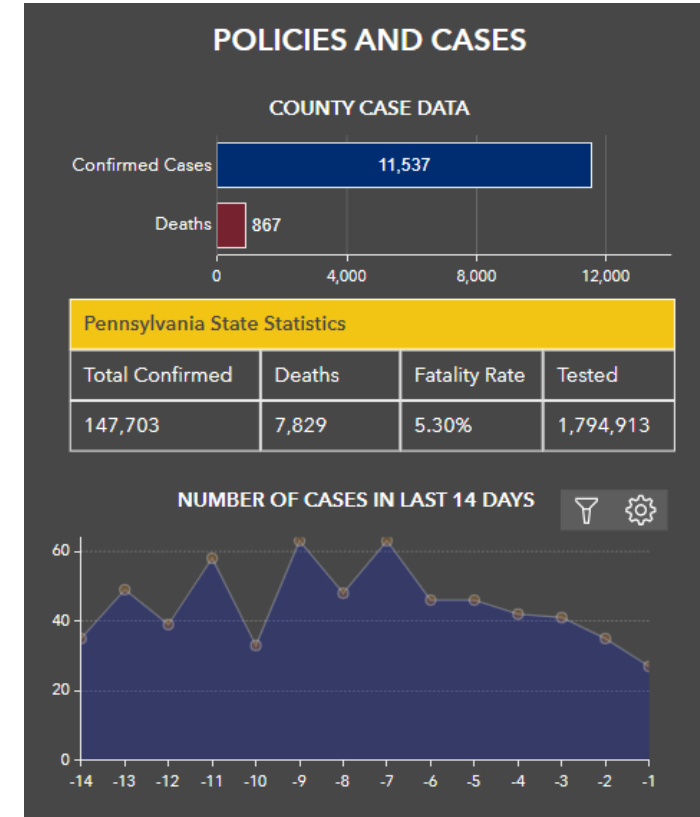 POLICIES AND CASES
COUNTY CASE DATA
Confirmed Cases 11,537
Deaths 867
0 4,000 8,000 12,000
Pennsylvania State Statistics
Total Confirmed Deaths Fatality Rate Tested
147,703 7,829 5.30% 1,794,913
NUMBER OF CASES IN LAST 14 DAYS
60
40
20
0
-14 -13 -12 -11 -10 -9 -8 -7 -6 -5 -4 -3 -2 -1